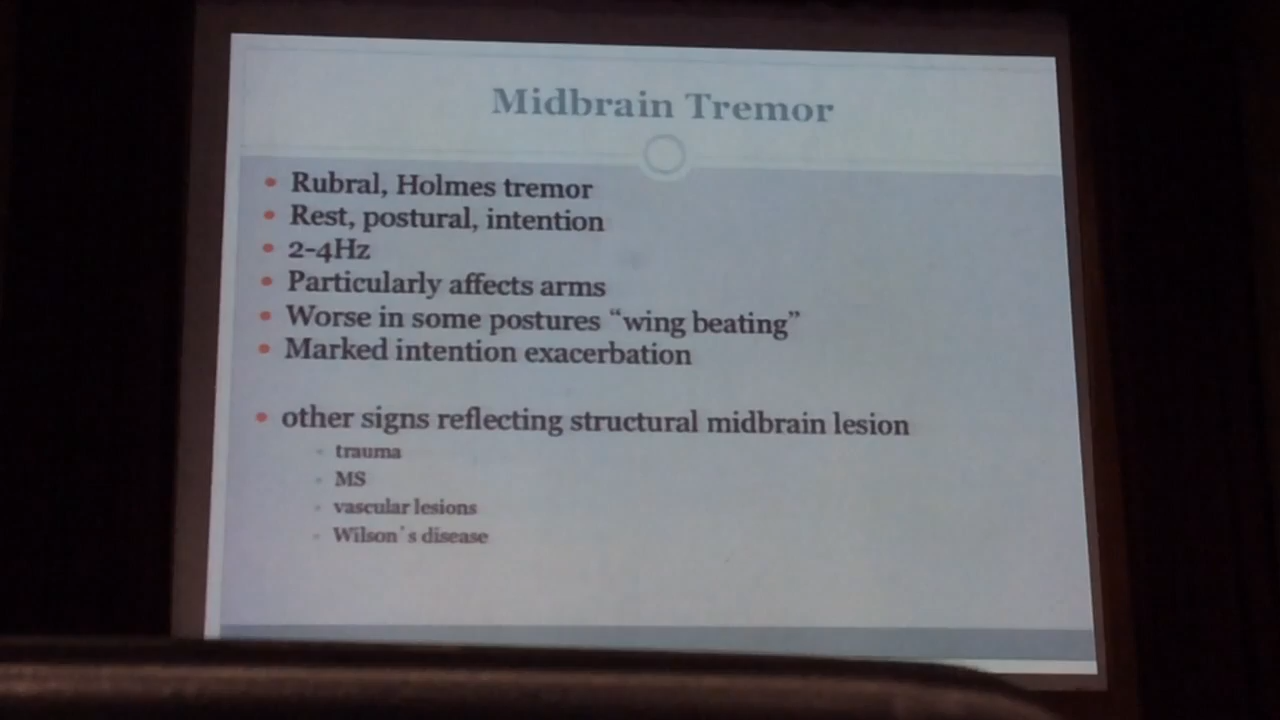 Midbrain Tremor
• Rubral, Holmes tremor
• Rest, postural, intention
• 2-4Hz
• Particularly affects arms
• Worse in some postures “wing beating”
• Marked intention exacerbation
• other signs reflecting structural midbrain lesion
◦ trauma
◦ MS
◦ vascular lesions
◦ Wilson's disease